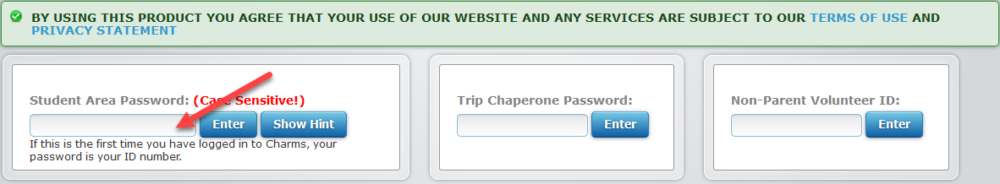 BY USING THIS PRODUCT YOU AGREE THAT YOUR USE OF OUR WEBSITE AND ANY SERVICES ARE SUBJECT TO OUR TERMS OF USE AND
PRIVACY STATEMENT
Student Area Password: (Case Sensitive!)
Enter Show Hint
If this is the first time you have logged in to Charms, your
password is your ID number.
Trip Chaperone Password:
Enter
Non-Parent Volunteer ID:
Enter